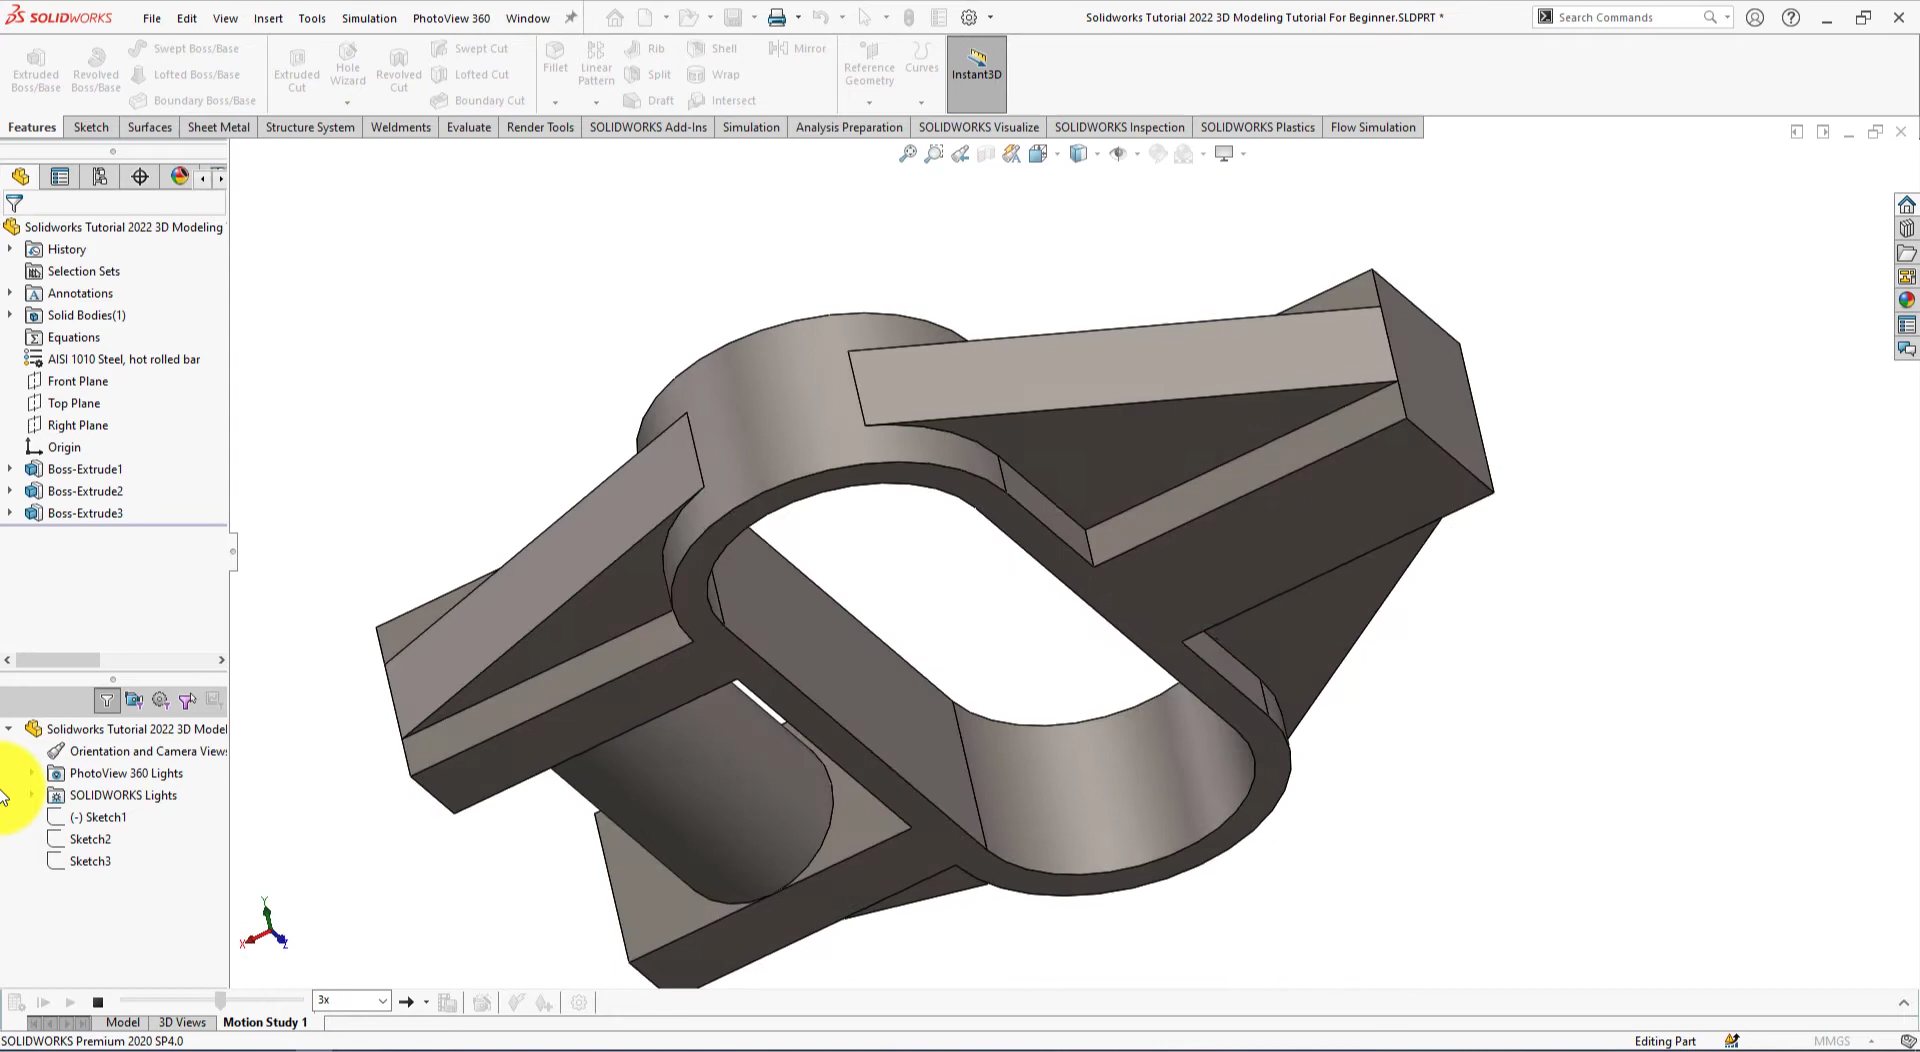 SOLIDWORKS File Edit View Insert Tools Simulation PhotoView 360 Window
Solidworks Tutorial 2022 3D Modeling Tutorial For Beginner.SLDPRT *
Search Commands
Extruded Boss/Base
Revolved Boss/Base
Swept Boss/Base
Lofted Boss/Base
Boundary Boss/Base
Extruded Cut
Hole Wizard
Revolved Cut
Swept Cut
Lofted Cut
Boundary Cut
Fillet
Linear Pattern
Rib
Split
Draft
Shell
Wrap
Intersect
Mirror
Reference Geometry
Curves
Instant3D
Features Sketch Surfaces Sheet Metal Structure System Weldments Evaluate Render Tools SOLIDWORKS Add-Ins Simulation Analysis Preparation SOLIDWORKS Visualize SOLIDWORKS Inspection SOLIDWORKS Plastics Flow Simulation
Solidworks Tutorial 2022 3D Modeling
History
Selection Sets
Annotations
Solid Bodies(1)
Equations
AISI 1010 Steel, hot rolled bar
Front Plane
Top Plane
Right Plane
Origin
Boss-Extrude1
Boss-Extrude2
Boss-Extrude3
Solidworks Tutorial 2022 3D Model
Orientation and Camera Views
PhotoView 360 Lights
SOLIDWORKS Lights
(-) Sketch1
Sketch2
Sketch3
Y
X
Z
3x
Model 3D Views Motion Study 1
SOLIDWORKS Premium 2020 SP4.0
Editing Part
MMGS